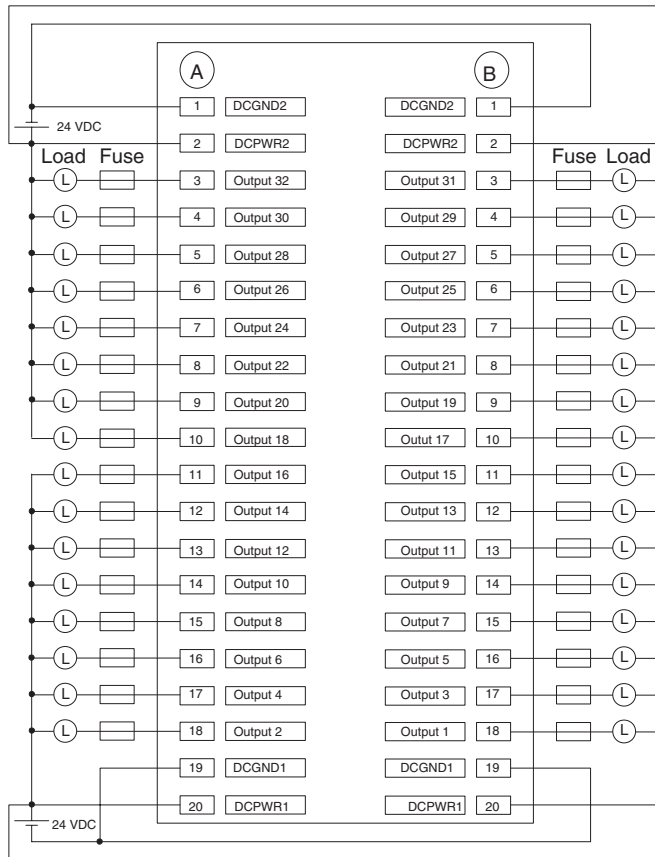 A B
1 DCGND2 DCGND2 1
24 VDC
2 DCPWR2 DCPWR2 2
Load Fuse Fuse Load
L 3 Output 32 Output 31 3 L
L 4 Output 30 Output 29 4 L
L 5 Output 28 Output 27 5 L
L 6 Output 26 Output 25 6 L
L 7 Output 24 Output 23 7 L
L 8 Output 22 Output 21 8 L
L 9 Output 20 Output 19 9 L
L 10 Output 18 Outut 17 10 L
L 11 Output 16 Output 15 11 L
L 12 Output 14 Output 13 12 L
L 13 Output 12 Output 11 13 L
L 14 Output 10 Output 9 14 L
L 15 Output 8 Output 7 15 L
L 16 Output 6 Output 5 16 L
L 17 Output 4 Output 3 17 L
L 18 Output 2 Output 1 18 L
19 DCGND1 DCGND1 19
20 DCPWR1 DCPWR1 20
24 VDC